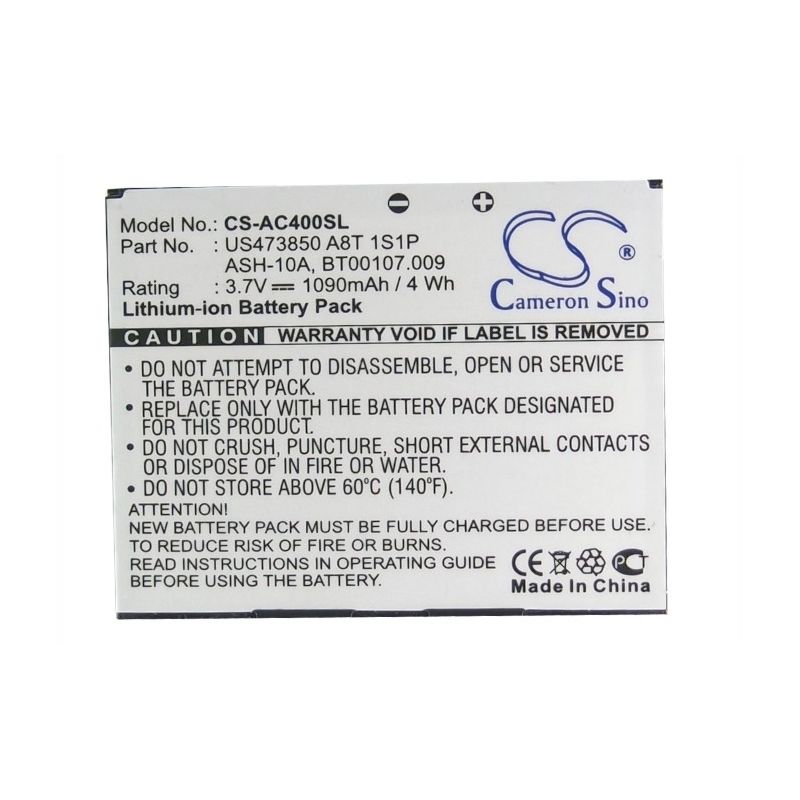 Model No.: CS-AC400SL
Part No. : US473850 A8T 1S1P
ASH-10A, BT00107.009
Rating : 3.7V 1090mAh / 4 Wh
Lithium-ion Battery Pack
CS
®
Cameron Sino
CAUTION WARRANTY VOID IF LABEL IS REMOVED
• DO NOT ATTEMPT TO DISASSEMBLE, OPEN OR SERVICE
THE BATTERY PACK.
• REPLACE ONLY WITH THE BATTERY PACK DESIGNATED
FOR THIS PRODUCT.
• DO NOT CRUSH, PUNCTURE, SHORT EXTERNAL CONTACTS
OR DISPOSE OF IN FIRE OR WATER.
• DO NOT STORE ABOVE 60°C (140°F).
ATTENTION!
NEW BATTERY PACK MUST BE FULLY CHARGED BEFORE USE
TO REDUCE RISK OF FIRE OR BURNS.
READ INSTRUCTIONS IN OPERATING GUIDE
BEFORE USING THE BATTERY.
CE PCT
MADE IN CHINA